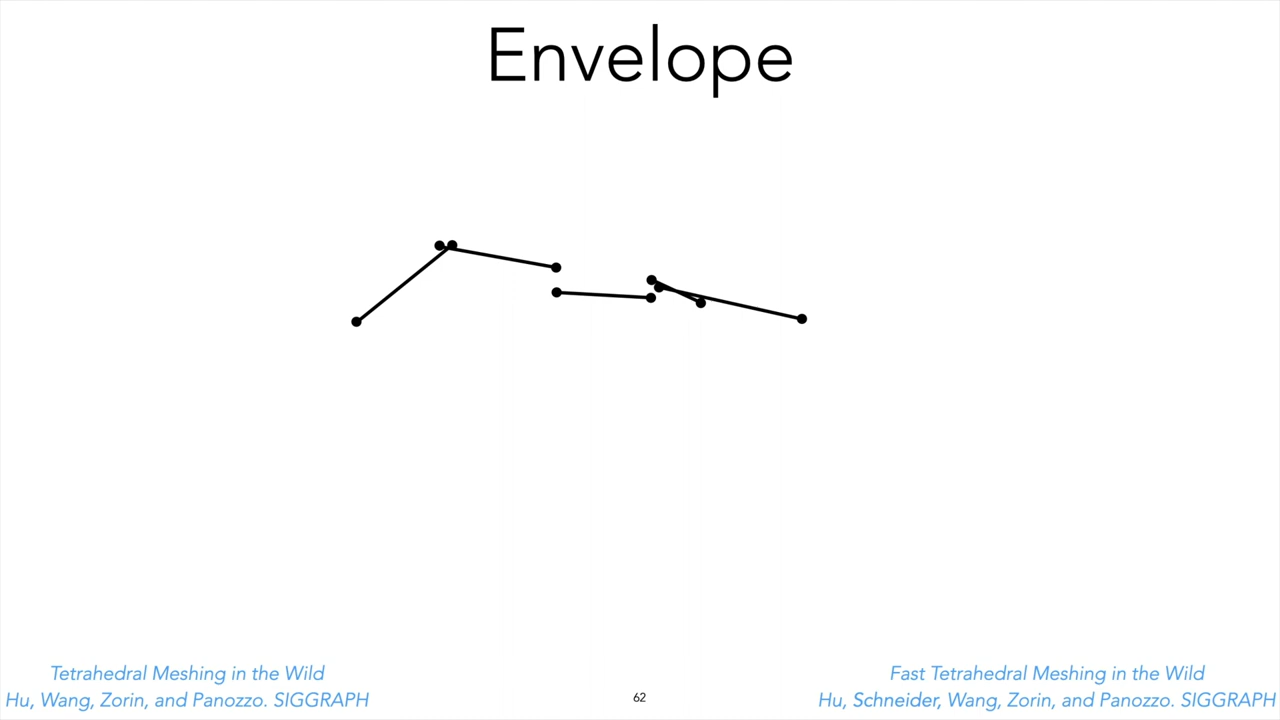 Envelope
Tetrahedral Meshing in the Wild
Hu, Wang, Zorin, and Panozzo. SIGGRAPH
62
Fast Tetrahedral Meshing in the Wild
Hu, Schneider, Wang, Zorin, and Panozzo. SIGGRAPH